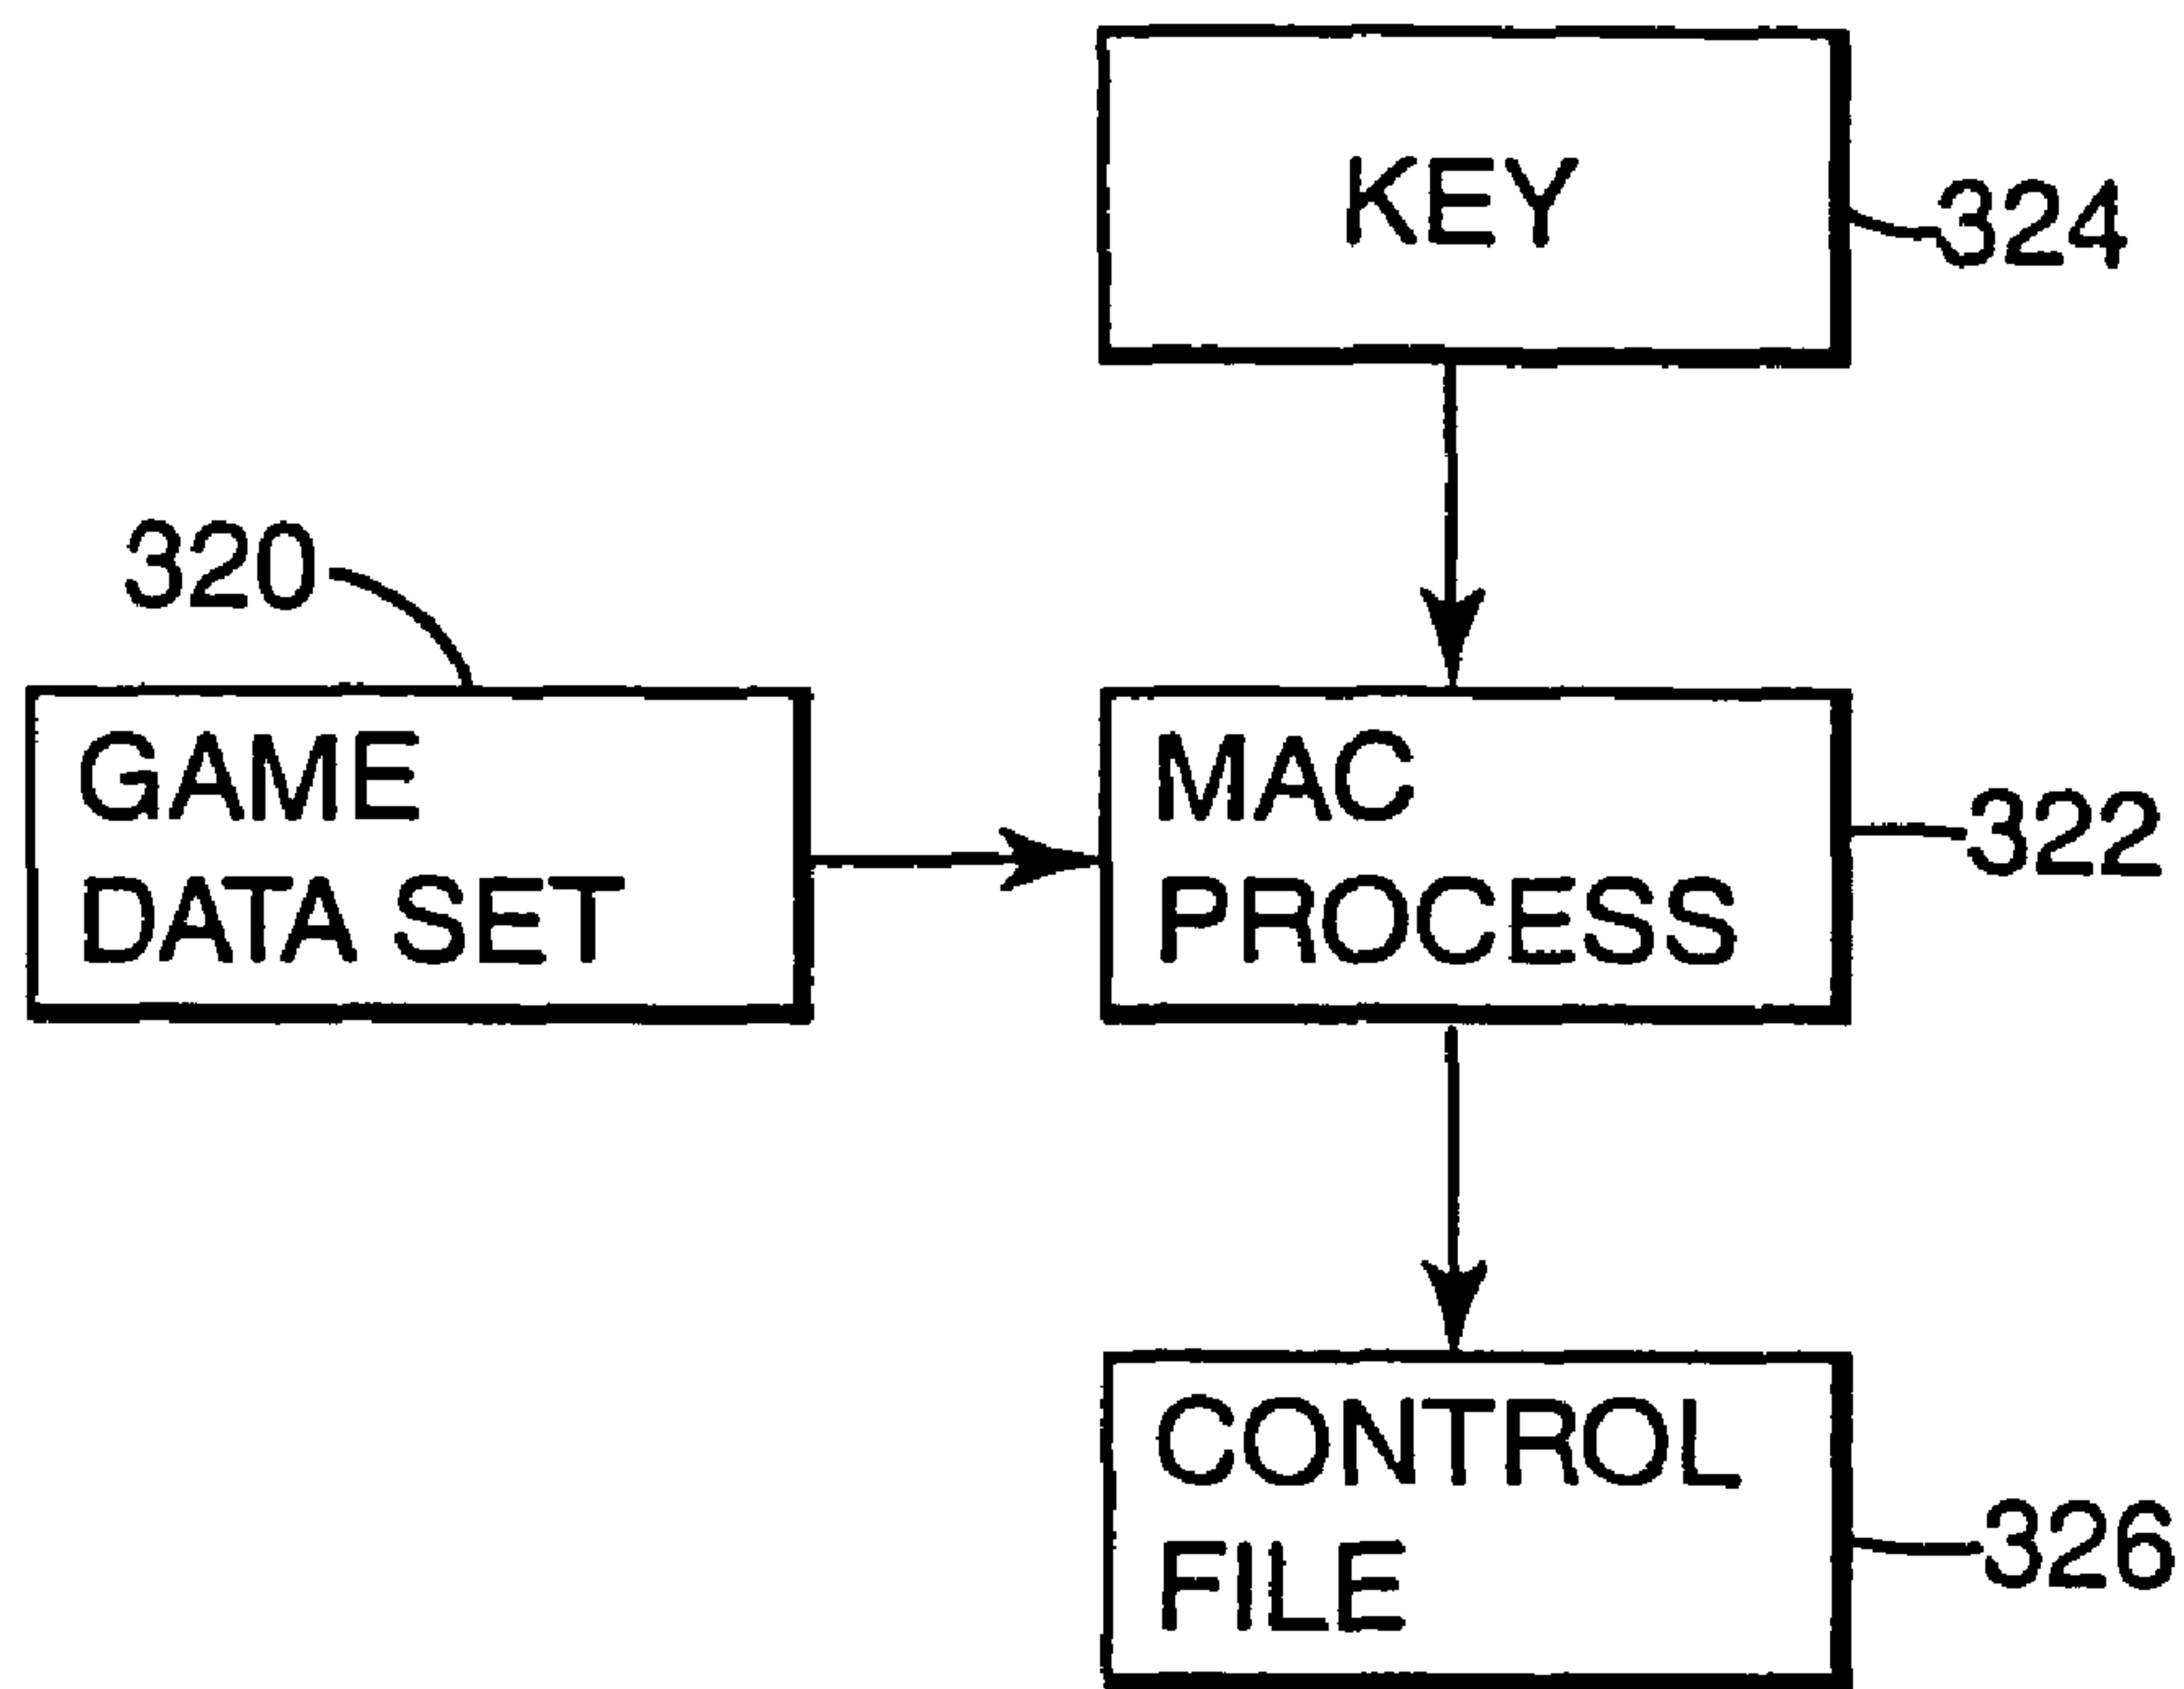 KEY
324
320
GAME
DATA SET
MAC
PROCESS
322
CONTROL
FILE
326